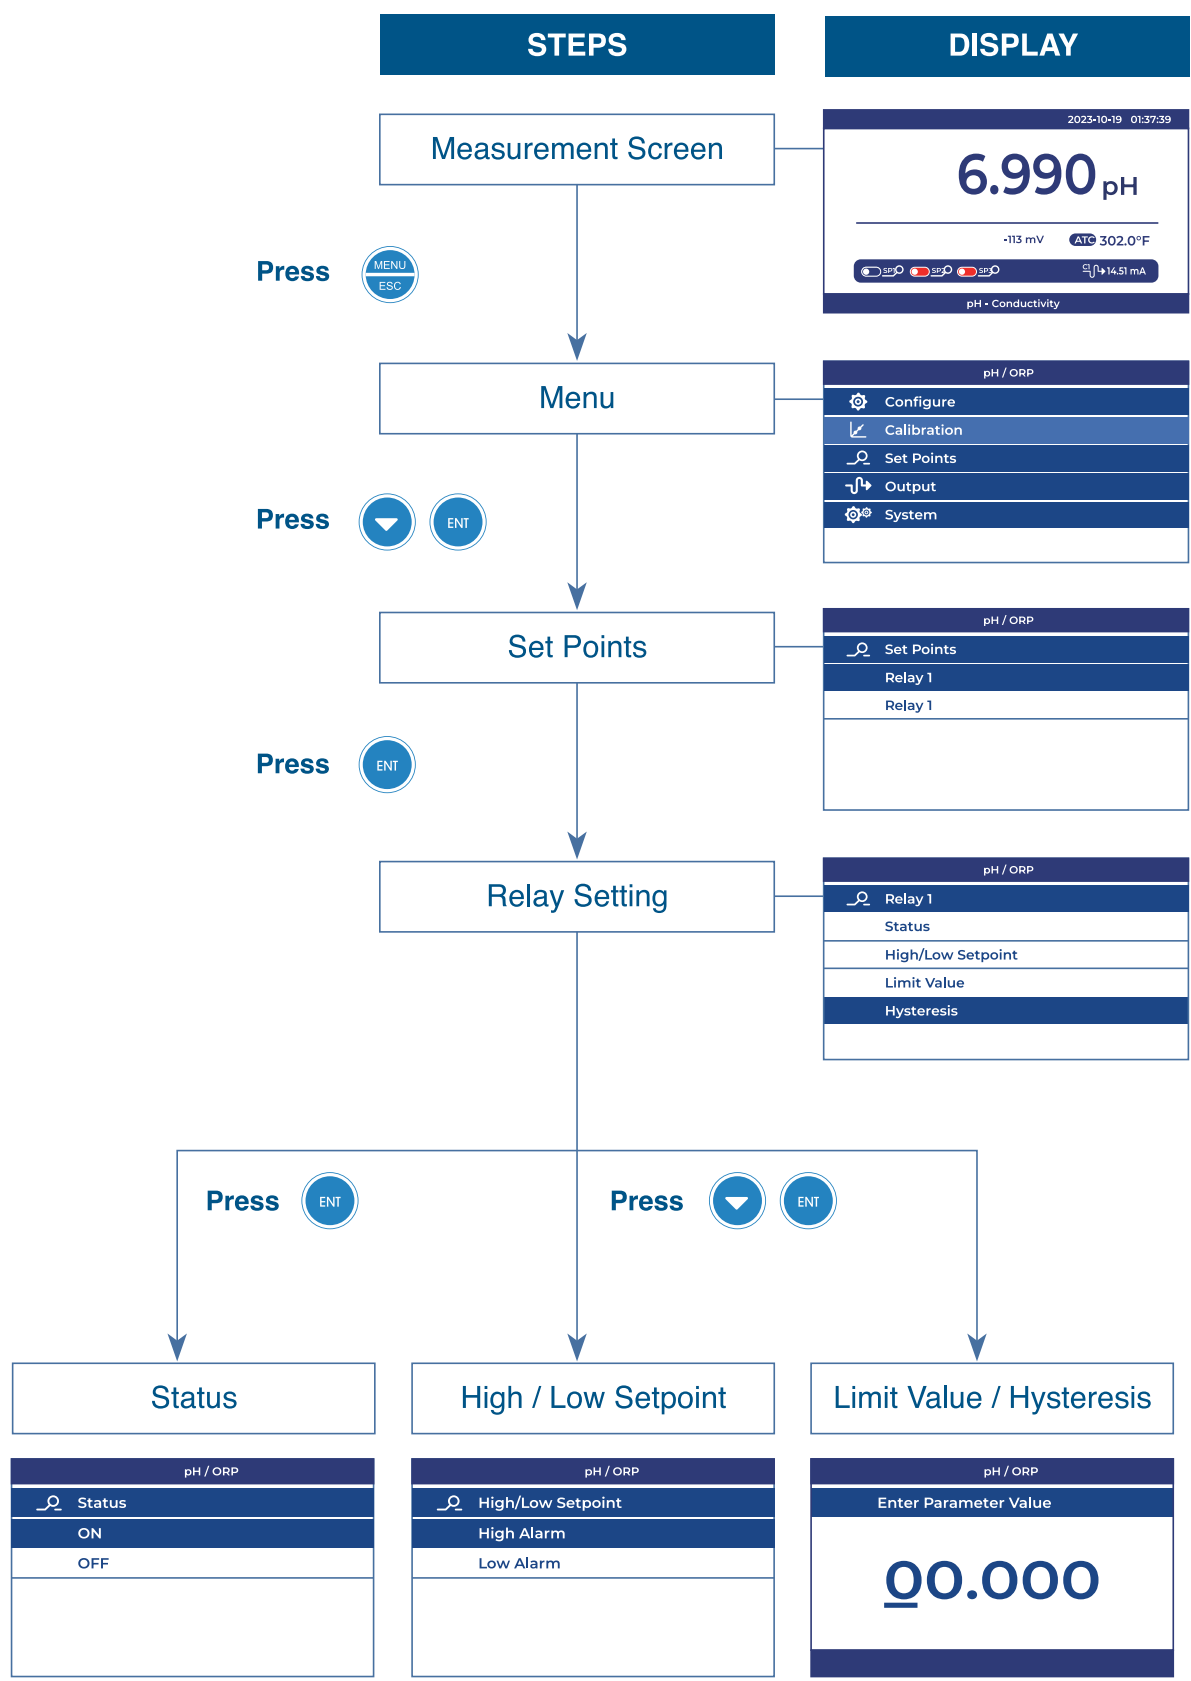 STEPS
DISPLAY
Measurement Screen
2023-10-19 01:37:39
6.990 pH
-113 mV ATC 302.0°F
SP1 SP2 SP3 C1 14.51 mA
pH - Conductivity
Press MENU
ESC
Menu
pH / ORP
Configure
Calibration
Set Points
Output
System
Press ENT
Set Points
pH / ORP
Set Points
Relay 1
Relay 1
Press ENT
Relay Setting
pH / ORP
Relay 1
Status
High/Low Setpoint
Limit Value
Hysteresis
Press ENT
Press ENT
Status
High / Low Setpoint
Limit Value / Hysteresis
pH / ORP
Status
ON
OFF
pH / ORP
High/Low Setpoint
High Alarm
Low Alarm
pH / ORP
Enter Parameter Value
00.000